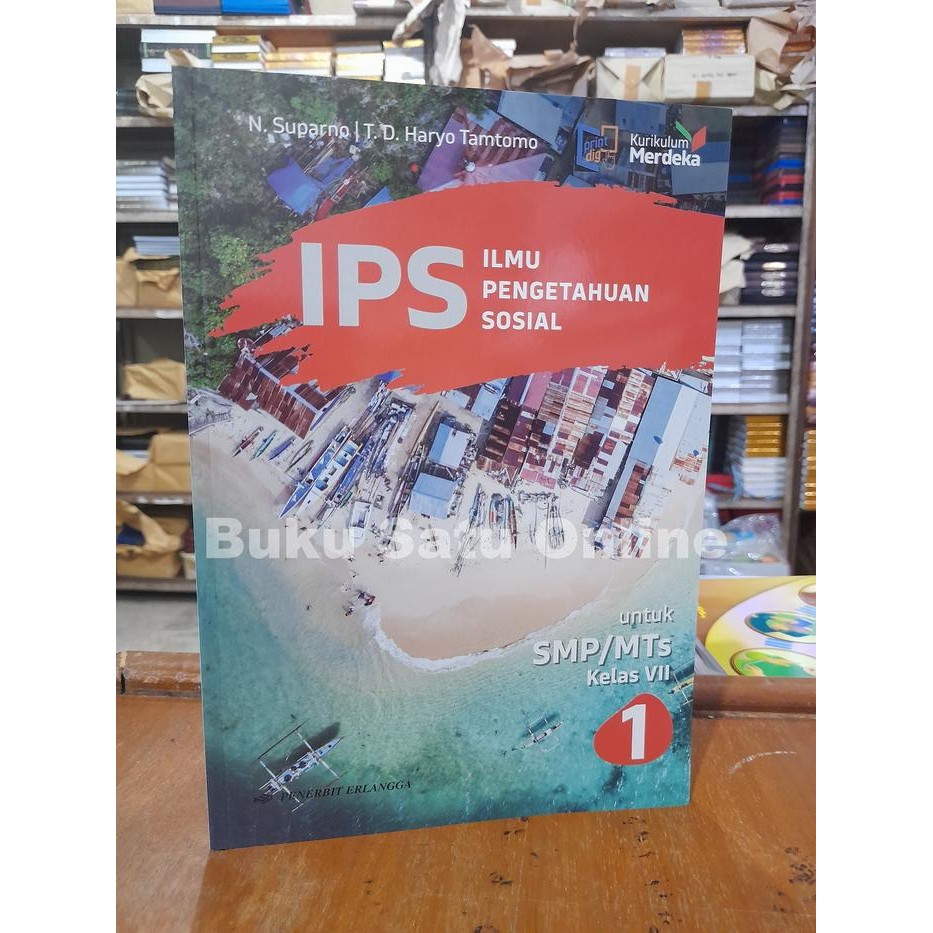 N. Suparno | T. D. Haryo Tamtomo
print
dig
Kurikulum
Merdeka
IPS
ILMU
PENGETAHUAN
SOSIAL
Buku Satu Online
untuk
SMP/MTs
Kelas VII
1
PENERBIT ERLANGGA